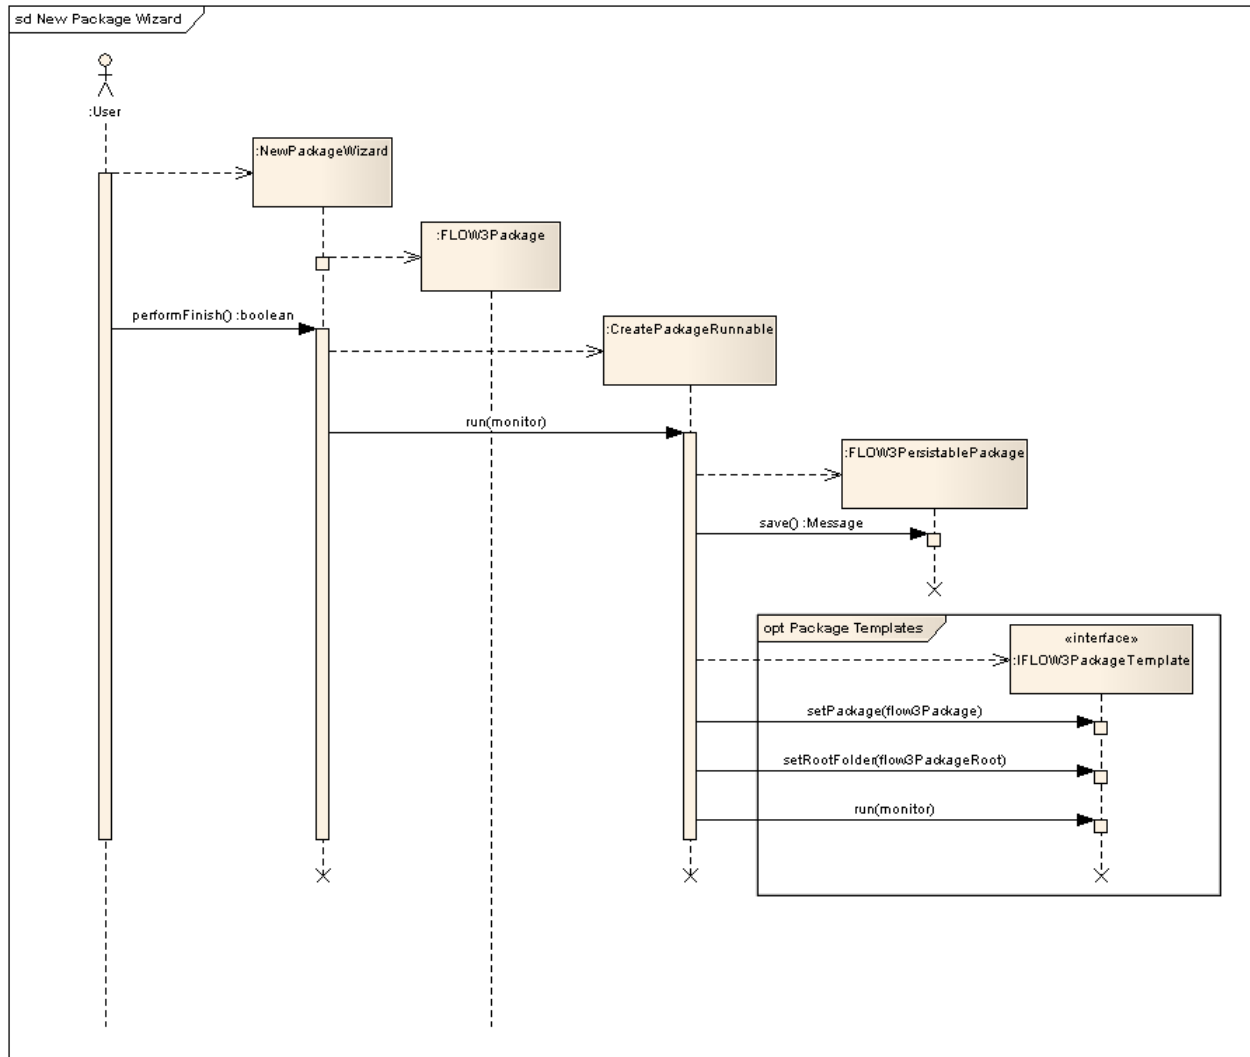 sd New Package Wizard
:User
:NewPackageWizard
:FLOW3Package
performFinish() :boolean
:CreatePackageRunnable
run(monitor)
:FLOW3PersistablePackage
save() :Message
opt Package Templates
«interface»
:IFLOW3PackageTemplate
setPackage(flow3Package)
setRootFolder(flow3PackageRoot)
run(monitor)